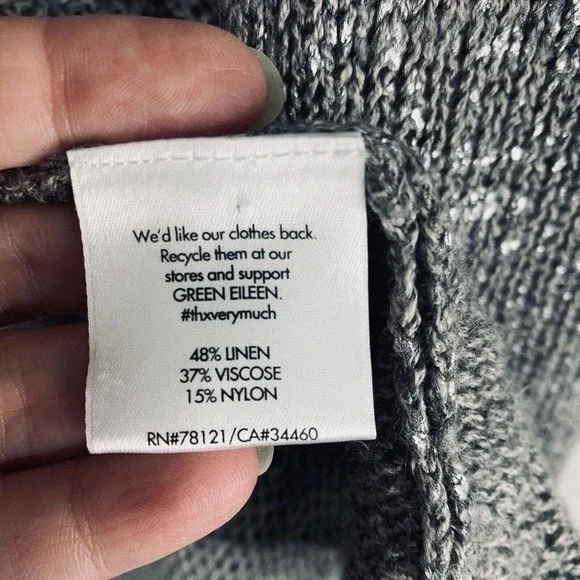 We'd like our clothes back.
Recycle them at our
stores and support
GREEN EILEEN.
#thxverymuch
48% LINEN
37% VISCOSE
15% NYLON
RN#78121/CA#34460